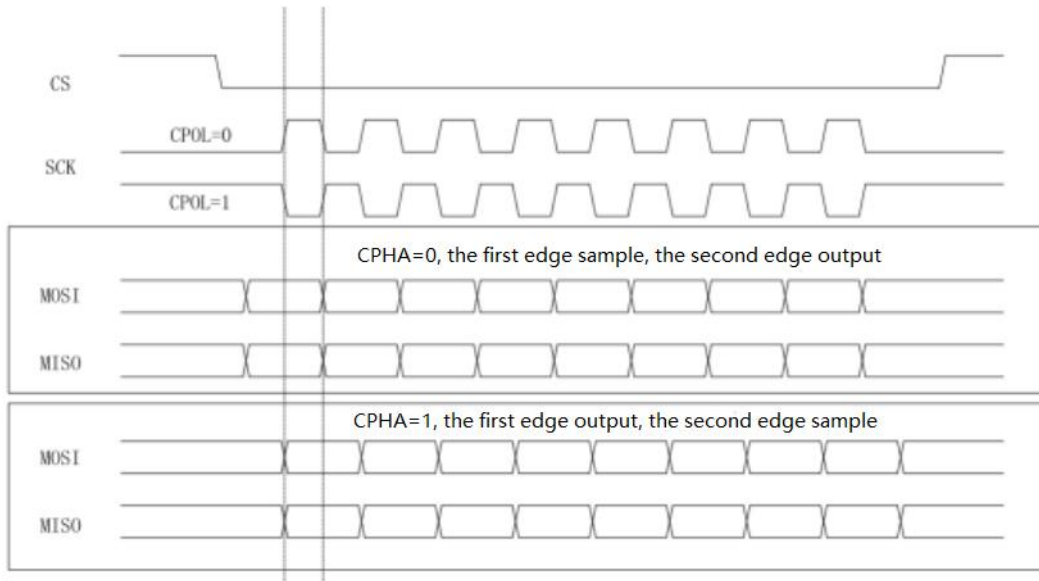 CS
CPOL=0
SCK
CPOL=1
CPHA=0, the first edge sample, the second edge output
MOSI
MISO
CPHA=1, the first edge output, the second edge sample
MOSI
MISO